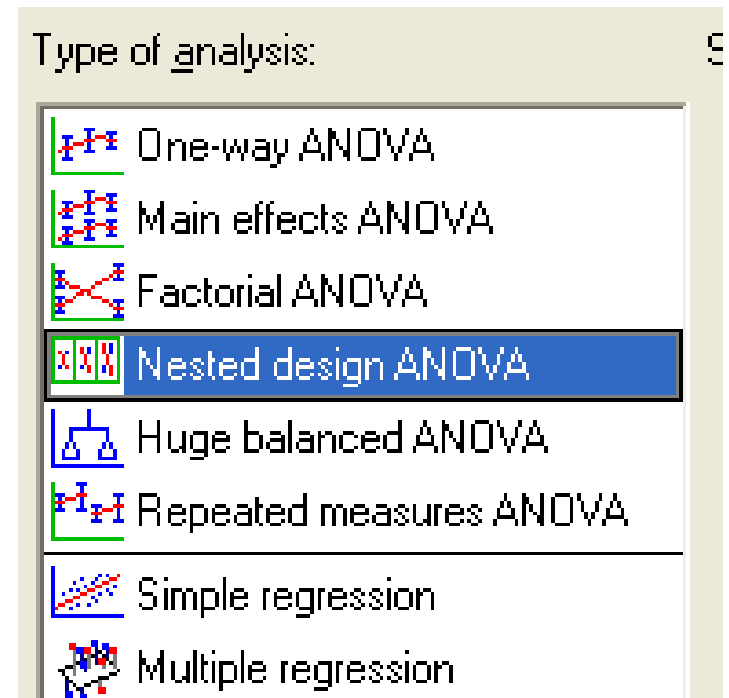 Type of analysis:
One-way ANOVA
Main effects ANOVA
Factorial ANOVA
Nested design ANOVA
Huge balanced ANOVA
Repeated measures ANOVA
Simple regression
Multiple regression